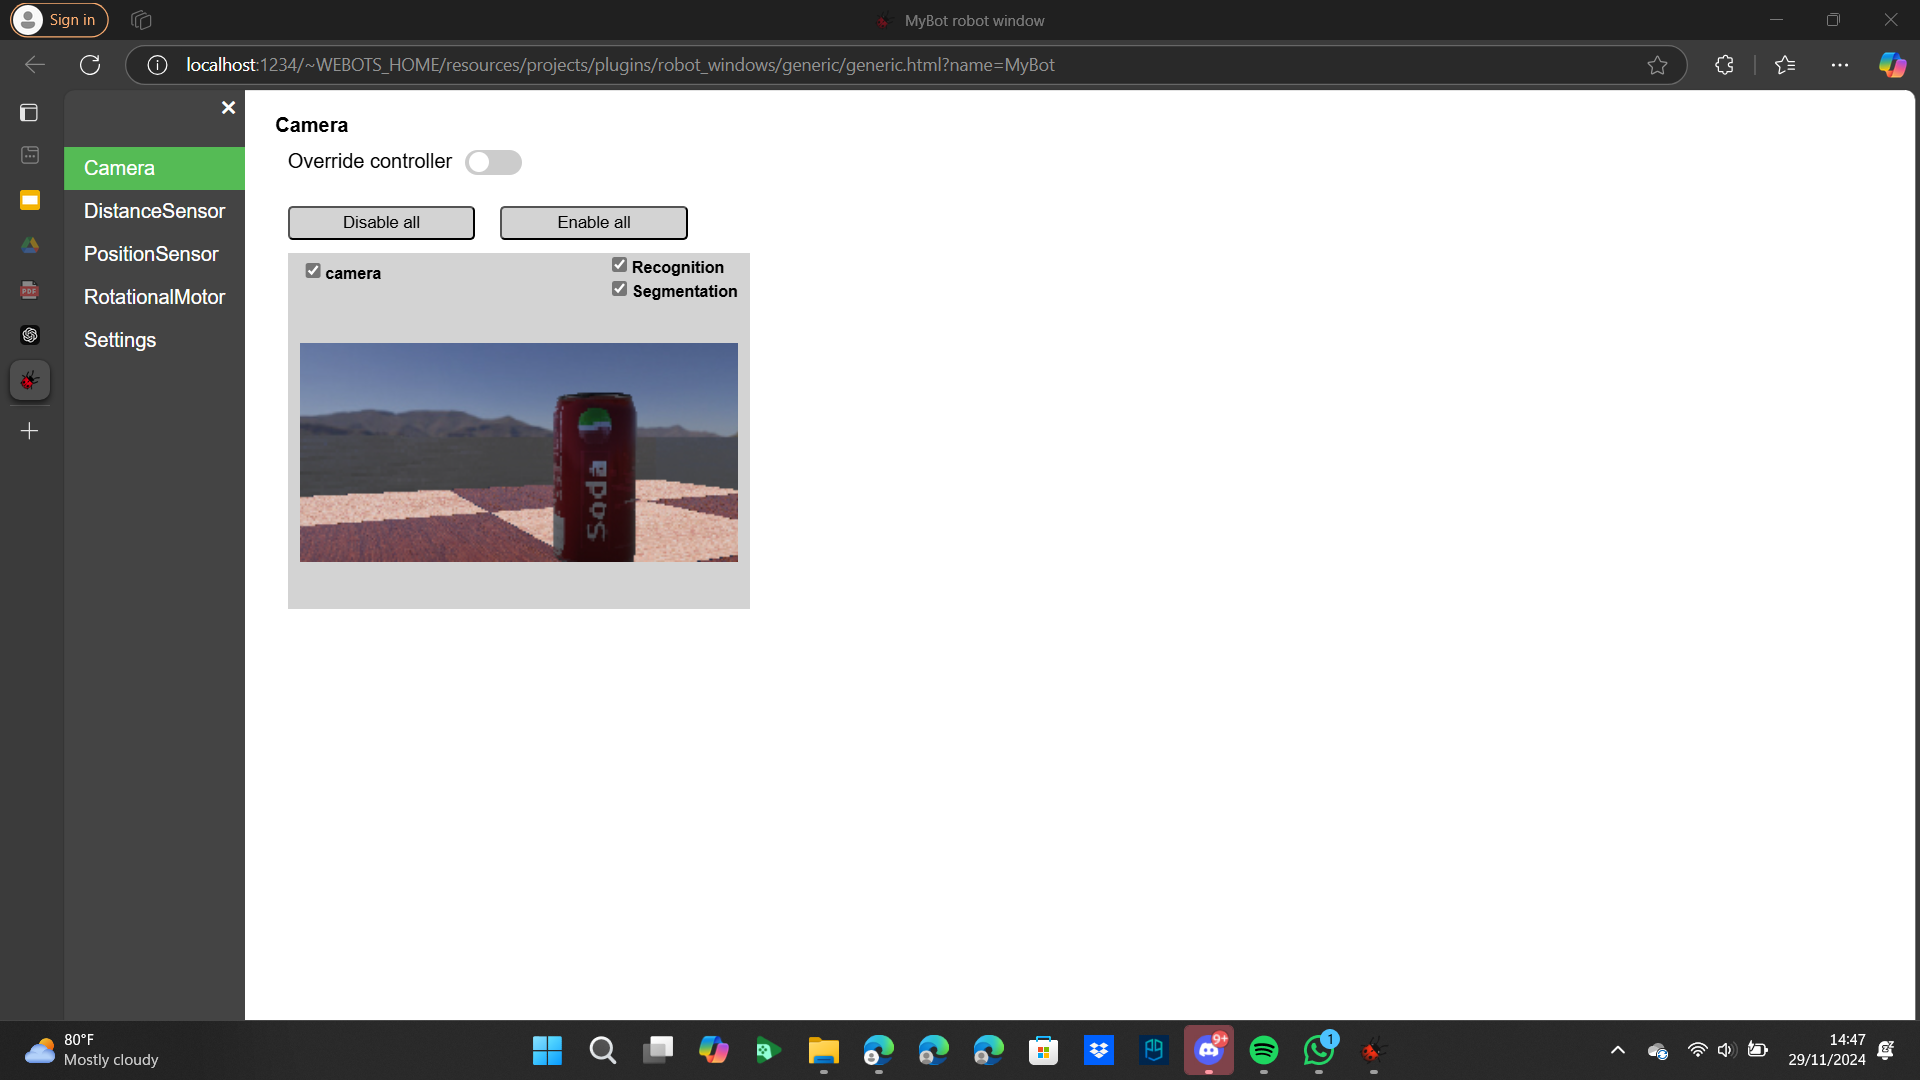 Sign in
MyBot robot window
localhost:1234/~WEBOTS_HOME/resources/projects/plugins/robot_windows/generic/generic.html?name=MyBot
Camera
DistanceSensor
PositionSensor
RotationalMotor
Settings
Camera
Override controller
Disable all
Enable all
camera
Recognition
Segmentation
PDF
80°F
Mostly cloudy
9+
1
14:47
29/11/2024